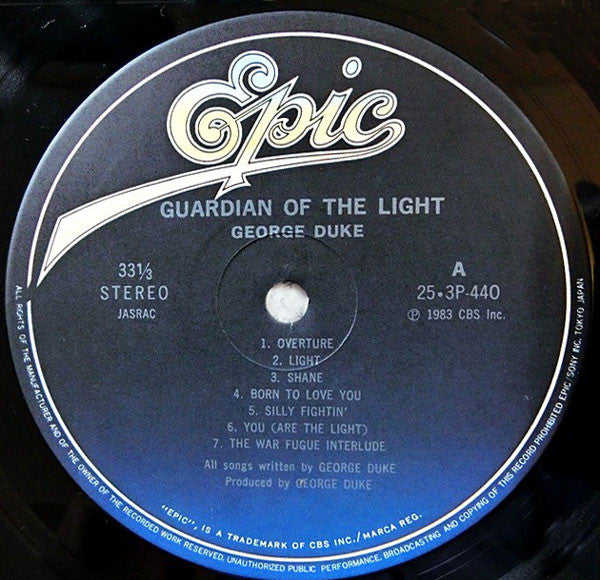 Epic
GUARDIAN OF THE LIGHT
GEORGE DUKE
33⅓
STEREO
JASRAC
A
25•3P-440
Ⓟ 1983 CBS Inc.
1. OVERTURE
2. LIGHT
3. SHANE
4. BORN TO LOVE YOU
5. SILLY FIGHTIN'
6. YOU (ARE THE LIGHT)
7. THE WAR FUGUE INTERLUDE
All songs written by GEORGE DUKE
Produced by GEORGE DUKE
"EPIC", IS A TRADEMARK OF CBS INC./MARCA REG.
ALL RIGHTS OF THE MANUFACTURER AND OF THE OWNER OF THE RECORDED WORK RESERVED. UNAUTHORIZED PUBLIC PERFORMANCE, BROADCASTING AND COPYING OF THIS RECORD PROHIBITED EPIC/SONY INC. TOKYO JAPAN